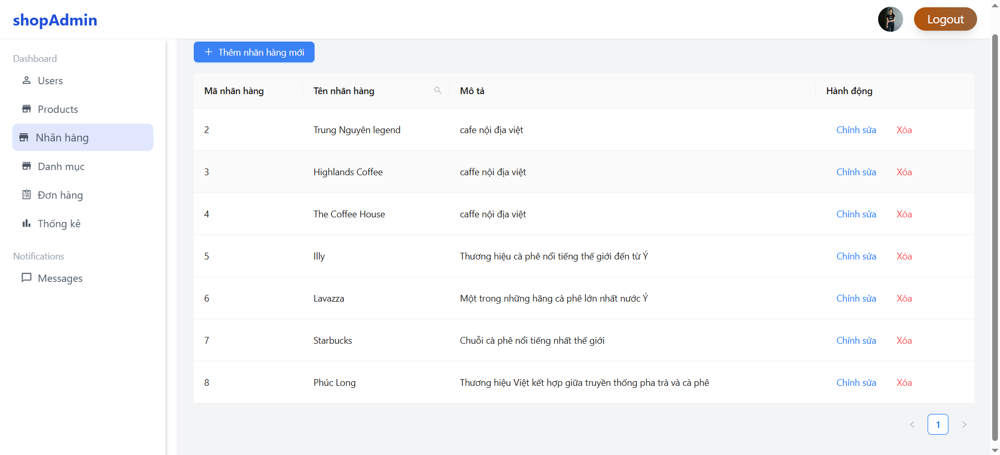 shopAdmin
Logout
Dashboard
Users
Products
Nhãn hàng
Danh mục
Đơn hàng
Thống kê
Notifications
Messages
Thêm nhãn hàng mới
Mã nhãn hàng Tên nhãn hàng Mô tả Hành động
2 Trung Nguyên legend cafe nội địa việt Chỉnh sửa Xóa
3 Highlands Coffee caffe nội địa việt Chỉnh sửa Xóa
4 The Coffee House caffe nội địa việt Chỉnh sửa Xóa
5 Illy Thương hiệu cà phê nổi tiếng thế giới đến từ Ý Chỉnh sửa Xóa
6 Lavazza Một trong những hãng cà phê lớn nhất nước Ý Chỉnh sửa Xóa
7 Starbucks Chuỗi cà phê nổi tiếng nhất thế giới Chỉnh sửa Xóa
8 Phúc Long Thương hiệu Việt kết hợp giữa truyền thống pha trà và cà phê Chỉnh sửa Xóa
1